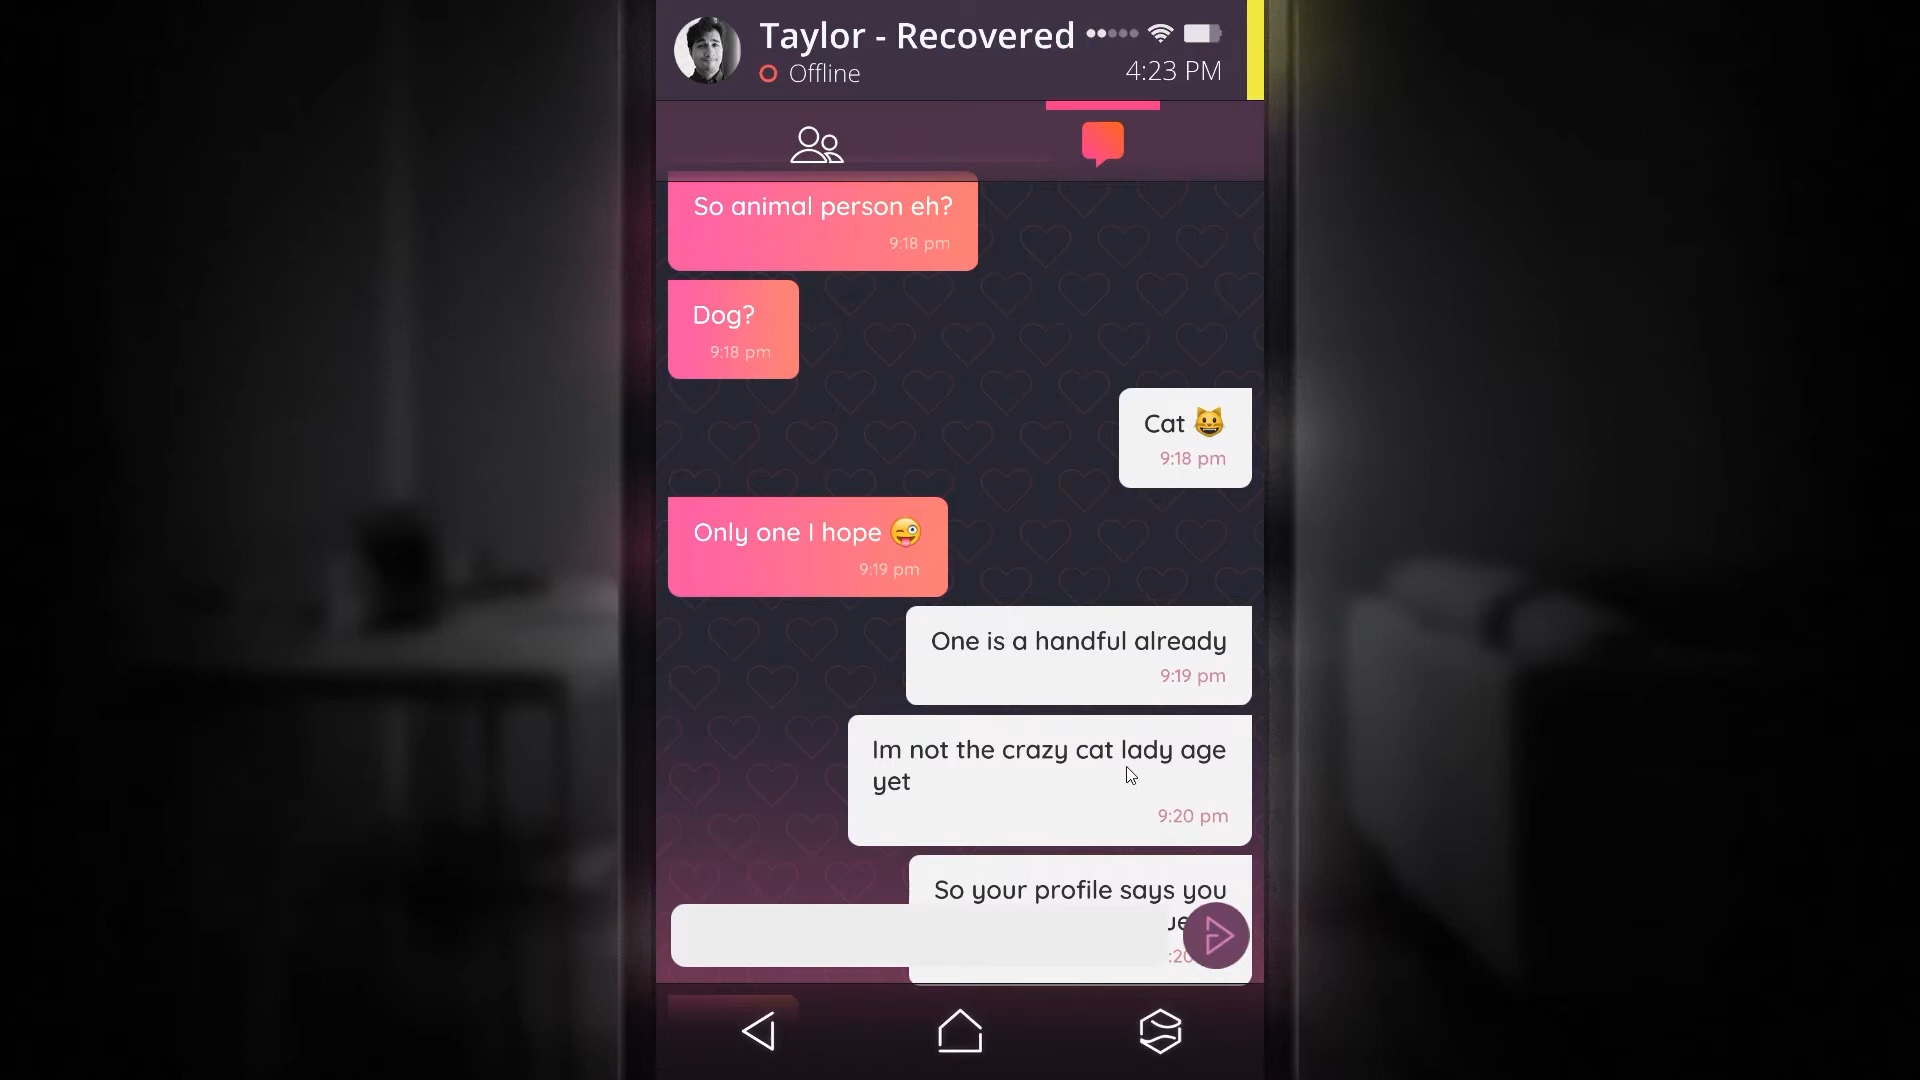 Taylor - Recovered
Offline
4:23 PM
So animal person eh?
9:18 pm
Dog?
9:18 pm
Cat
9:18 pm
Only one I hope
9:19 pm
One is a handful already
9:19 pm
Im not the crazy cat lady age
yet
9:20 pm
So your profile says you